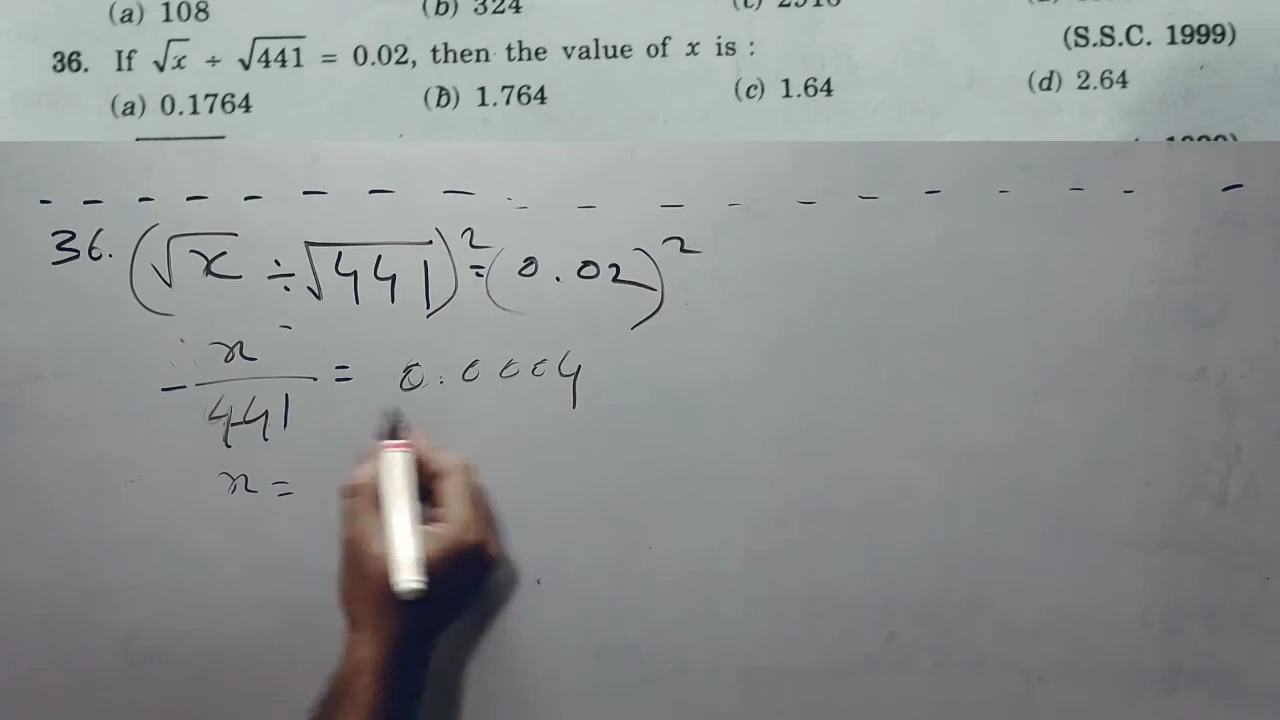 (a) 108 (b) 324
36. If √x ÷ √441 = 0.02, then the value of x is : (S.S.C. 1999)
(a) 0.1764 (b) 1.764 (c) 1.64 (d) 2.64
36. (√x ÷ √441)² = (0.02)²
x/441 = 0.0004
x =